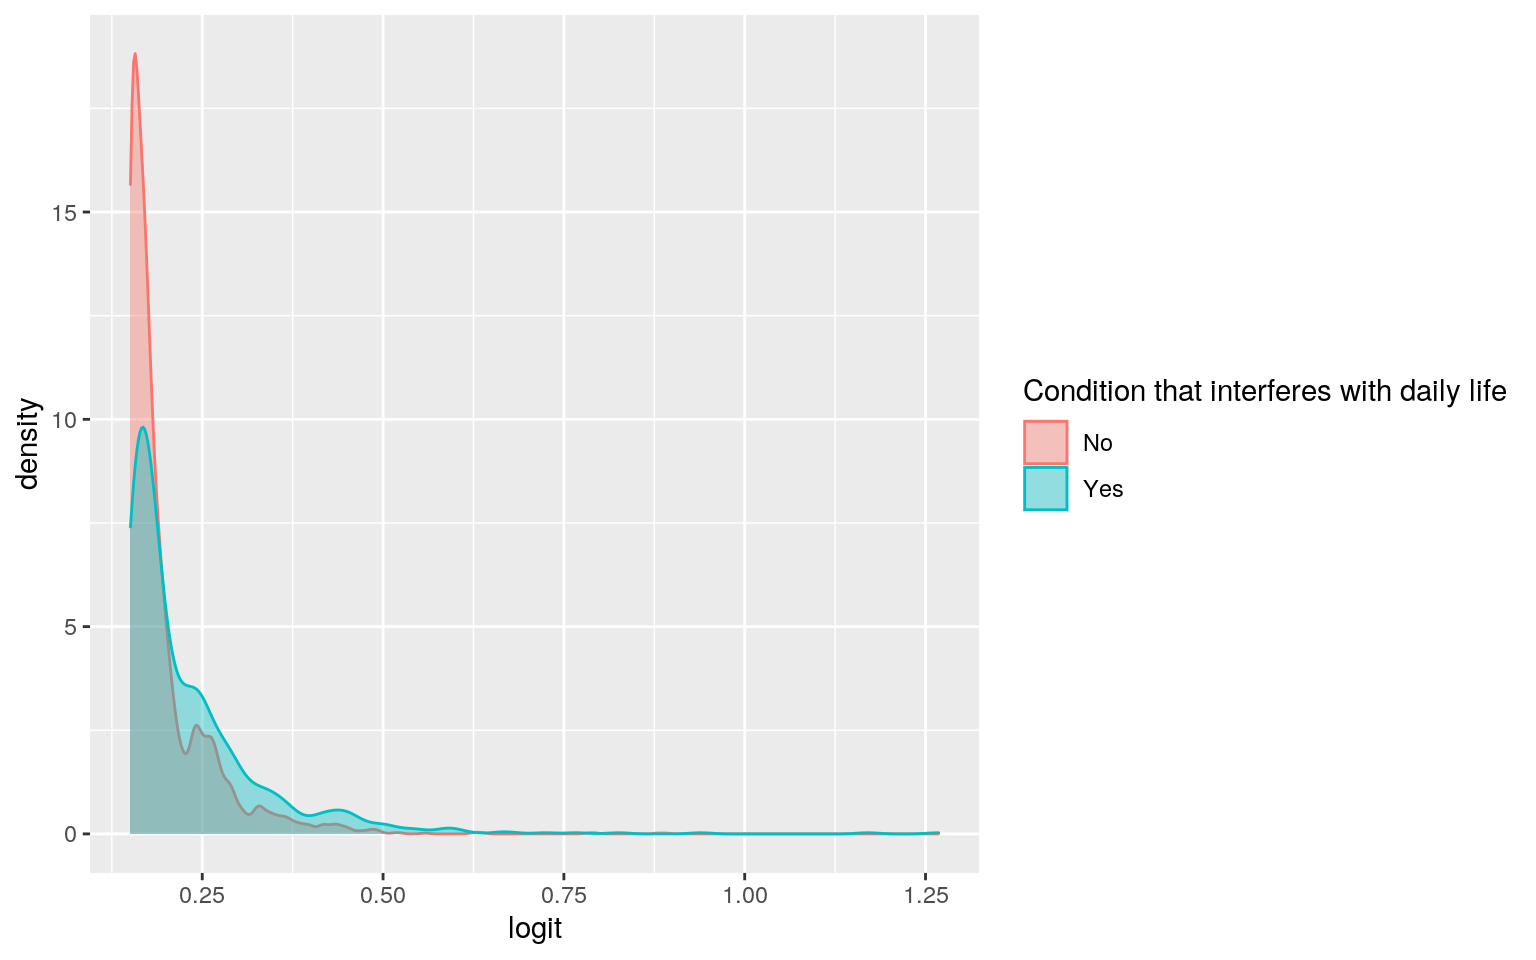 15
10
5
0
density
0.25 0.50 0.75 1.00 1.25
logit
Condition that interferes with daily life
No
Yes